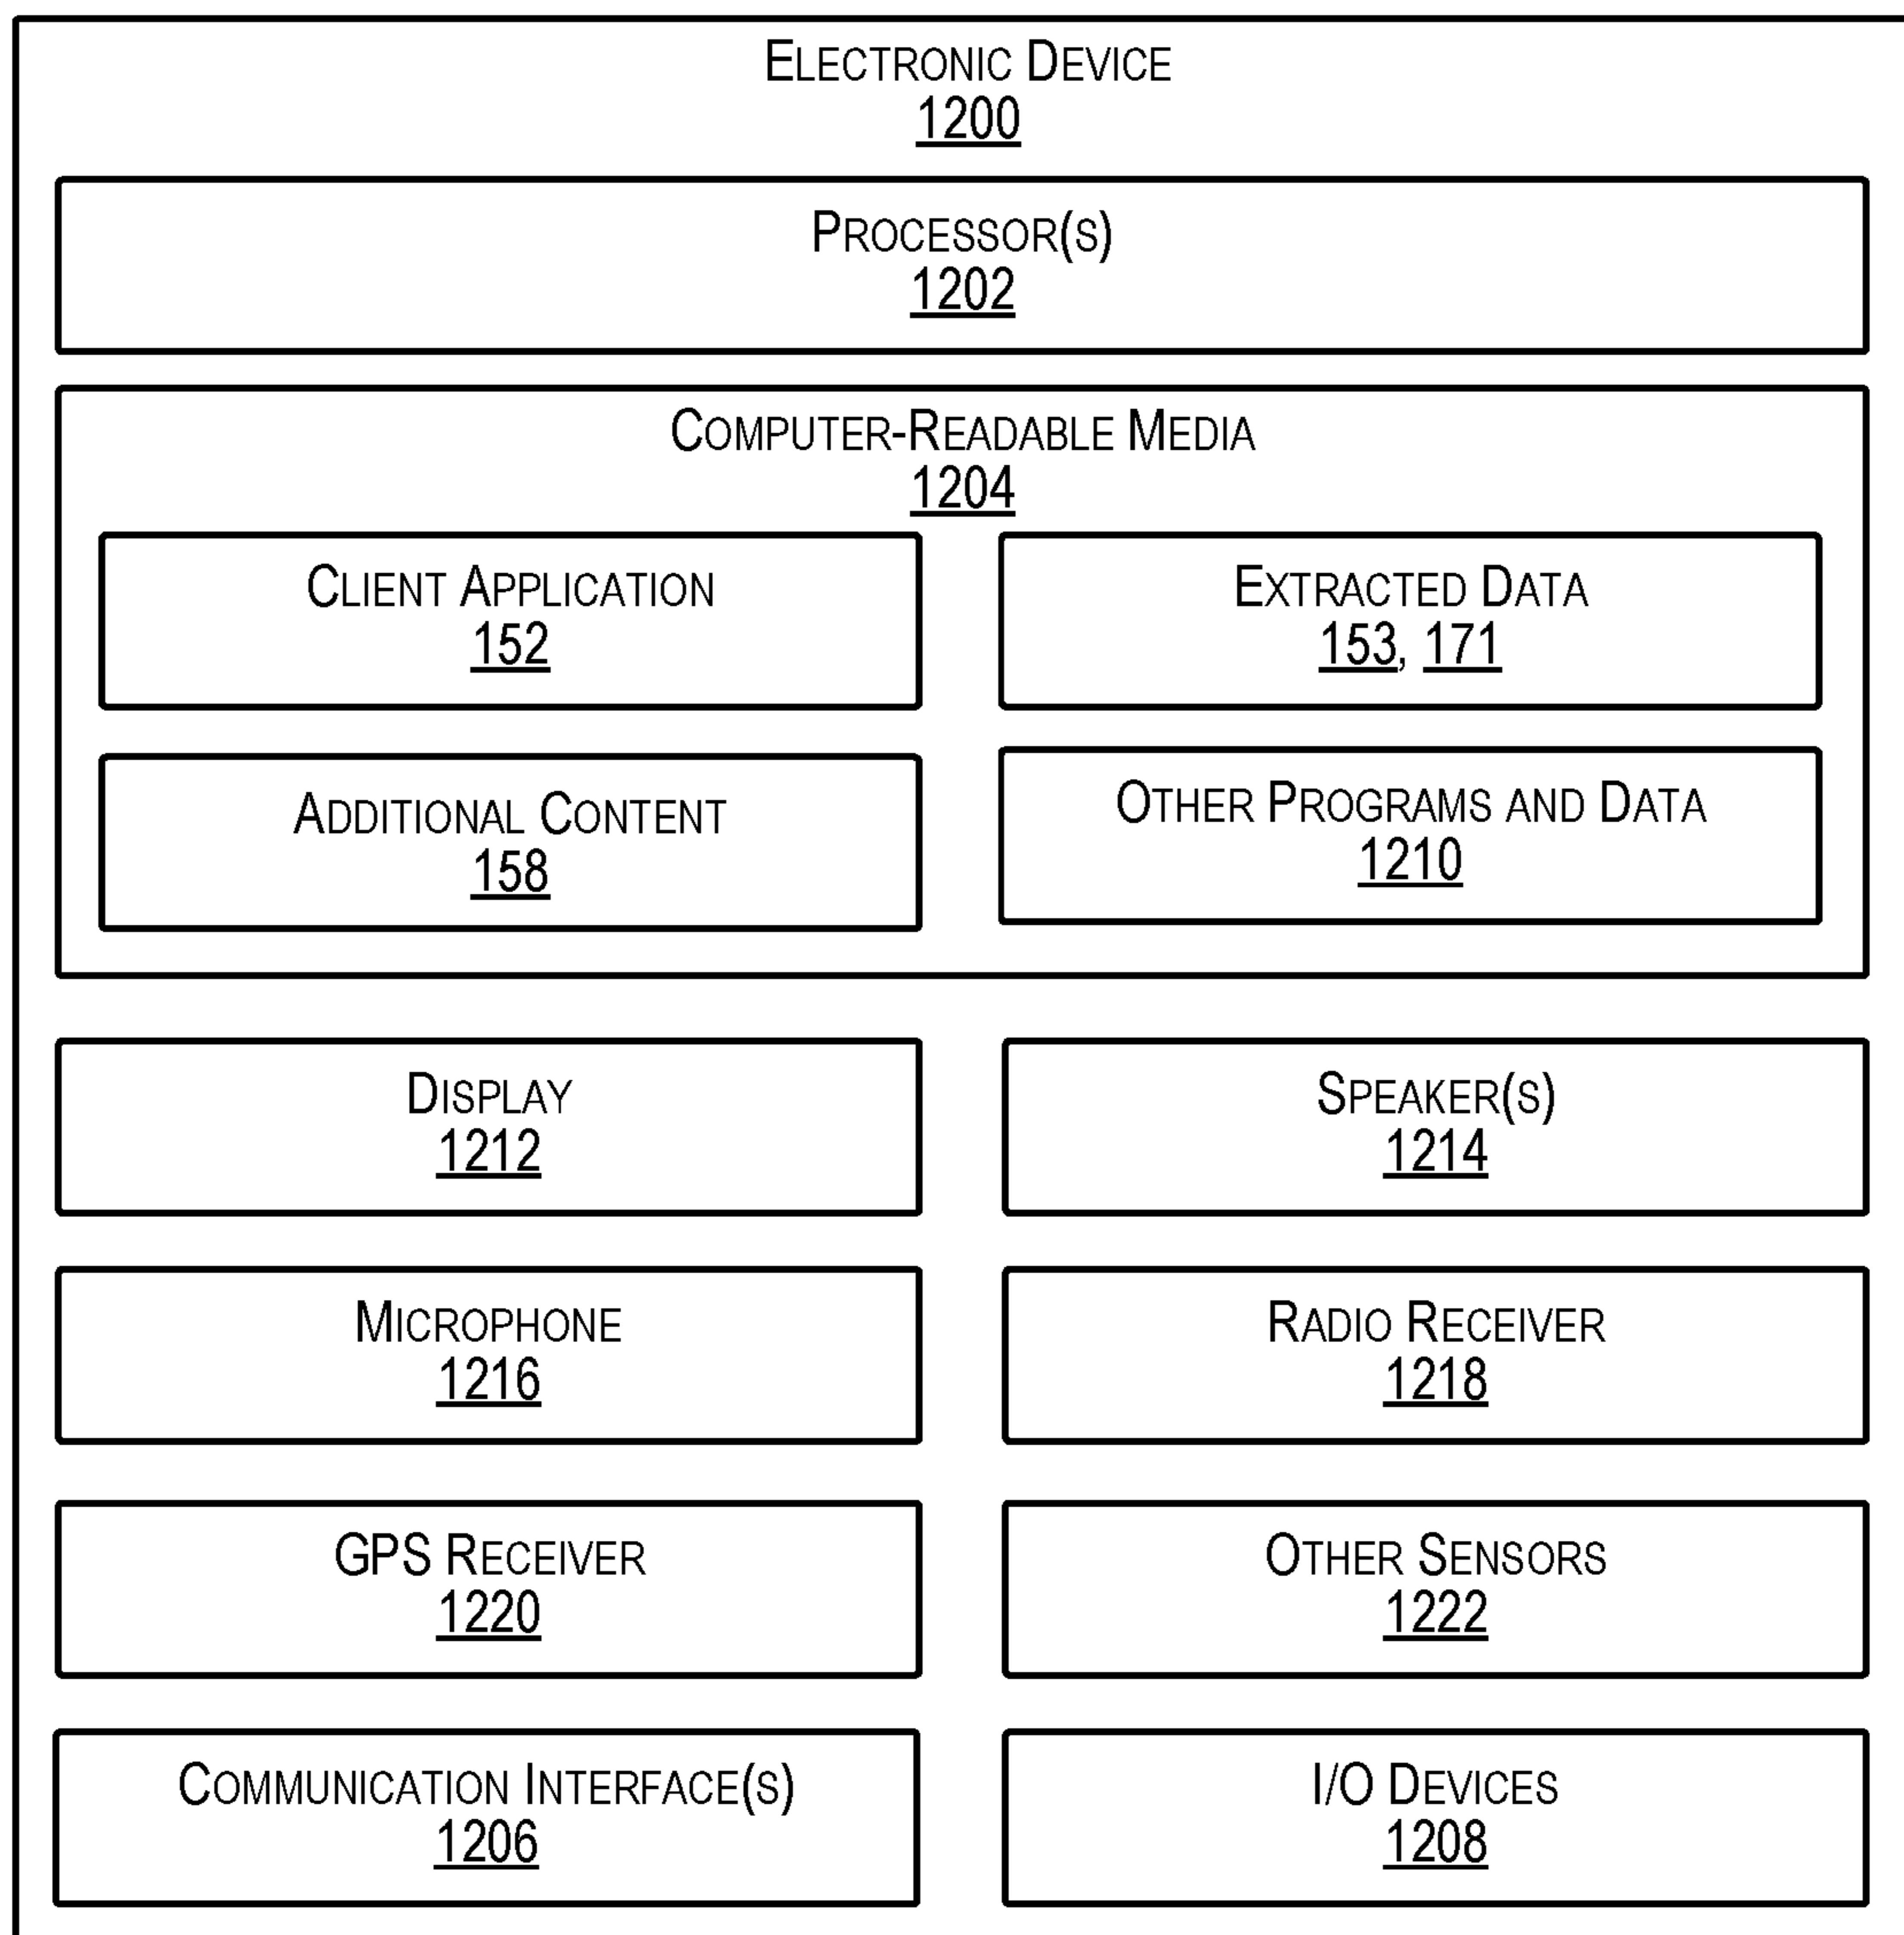 ELECTRONIC DEVICE
1200
PROCESSOR(S)
1202
COMPUTER-READABLE MEDIA
1204
CLIENT APPLICATION
152
EXTRACTED DATA
153, 171
ADDITIONAL CONTENT
158
OTHER PROGRAMS AND DATA
1210
DISPLAY
1212
SPEAKER(S)
1214
MICROPHONE
1216
RADIO RECEIVER
1218
GPS RECEIVER
1220
OTHER SENSORS
1222
COMMUNICATION INTERFACE(S)
1206
I/O DEVICES
1208